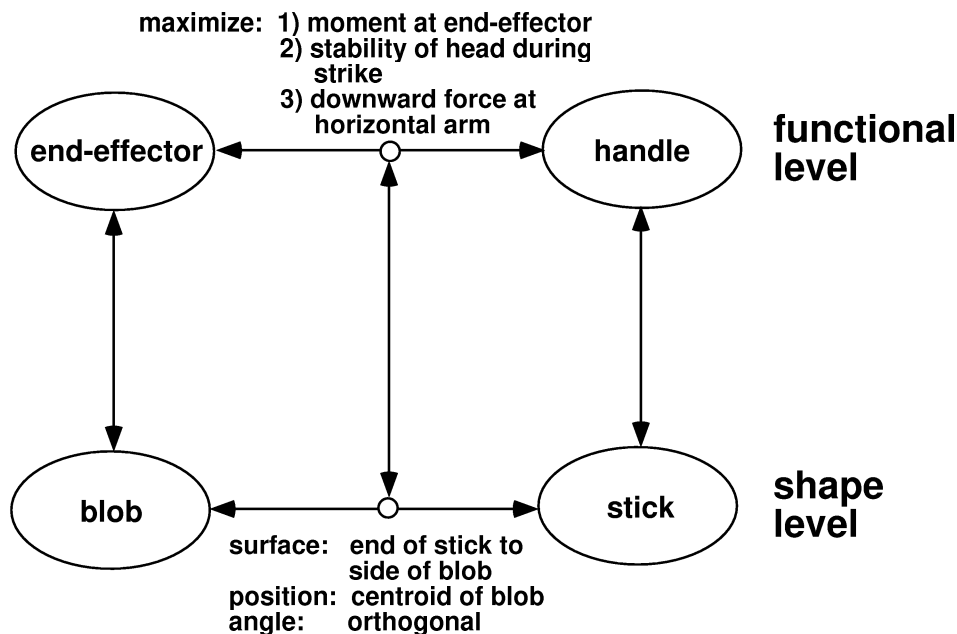 maximize: 1) moment at end-effector
2) stability of head during
strike
3) downward force at
horizontal arm
end-effector
handle
functional
level
blob
stick
shape
level
surface: end of stick to
side of blob
position: centroid of blob
angle: orthogonal